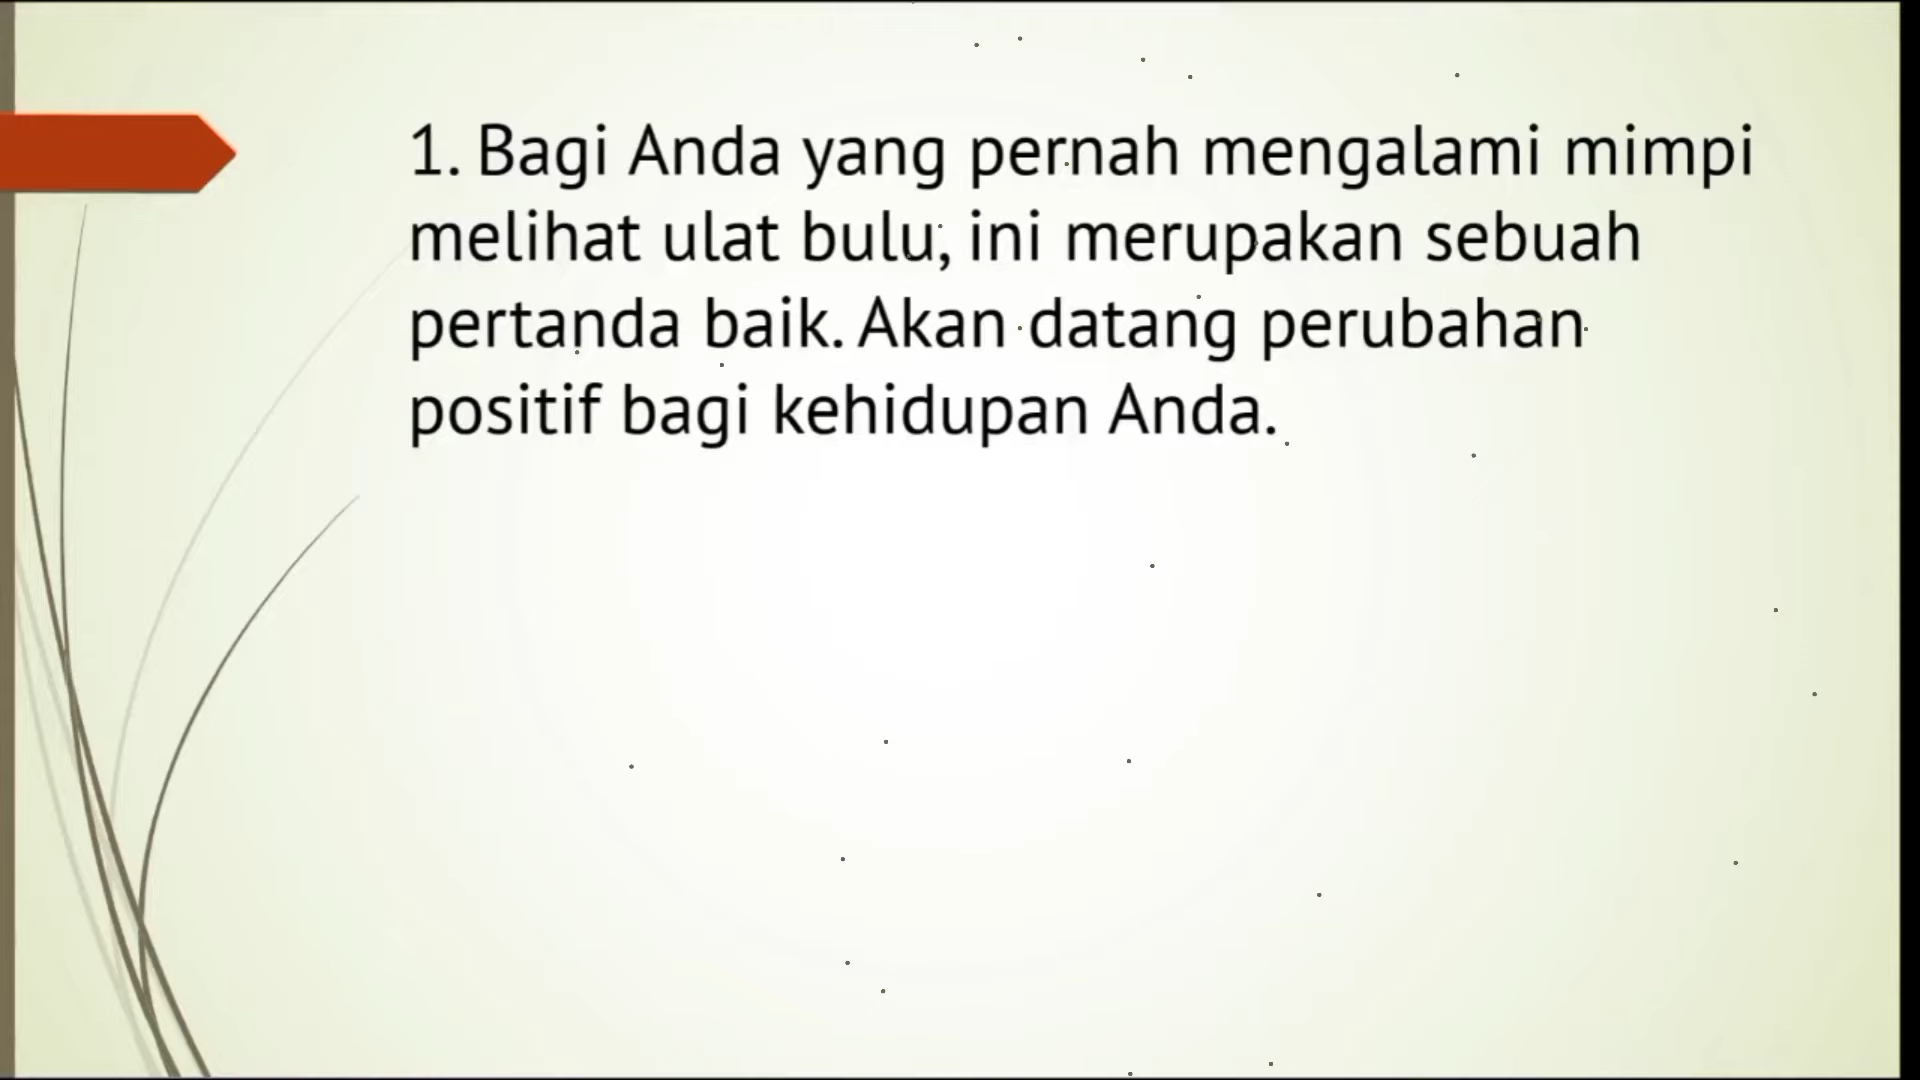 1. Bagi Anda yang pernah mengalami mimpi
melihat ulat bulu, ini merupakan sebuah
pertanda baik. Akan datang perubahan
positif bagi kehidupan Anda.